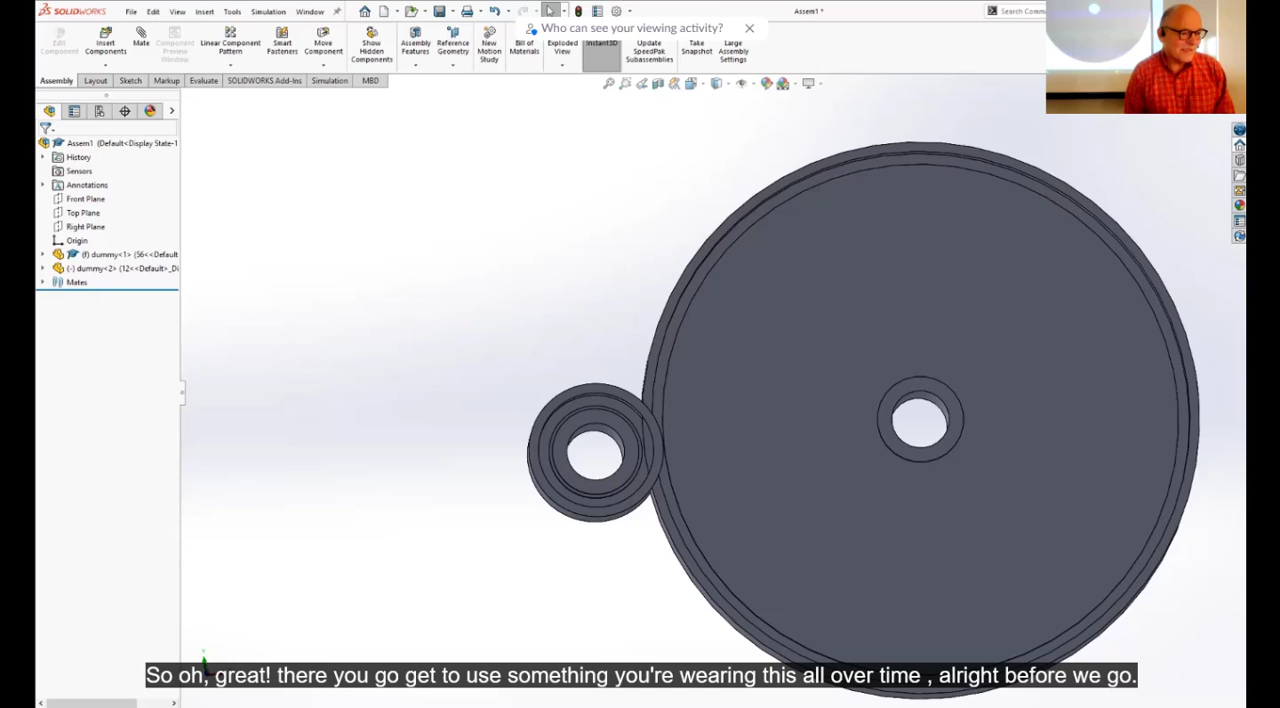 SOLIDWORKS File Edit View Insert Tools Simulation Window Assem1 * Search Comm
Who can see your viewing activity?
Edit Component Insert Components Mate Component Preview Window Linear Component Pattern Smart Fasteners Move Component Show Hidden Components Assembly Features Reference Geometry New Motion Study Bill of Materials Exploded View Instant3D Update SpeedPak Subassemblies Take Snapshot Large Assembly Settings
Assembly Layout Sketch Markup Evaluate SOLIDWORKS Add-Ins Simulation MBD
Assem1 (Default<Display State-1
History
Sensors
Annotations
Front Plane
Top Plane
Right Plane
Origin
(f) dummy<1> (56<<Default
(-) dummy<2> (12<<Default>_Di
Mates
So oh, great! there you go get to use something you're wearing this all over time , alright before we go.